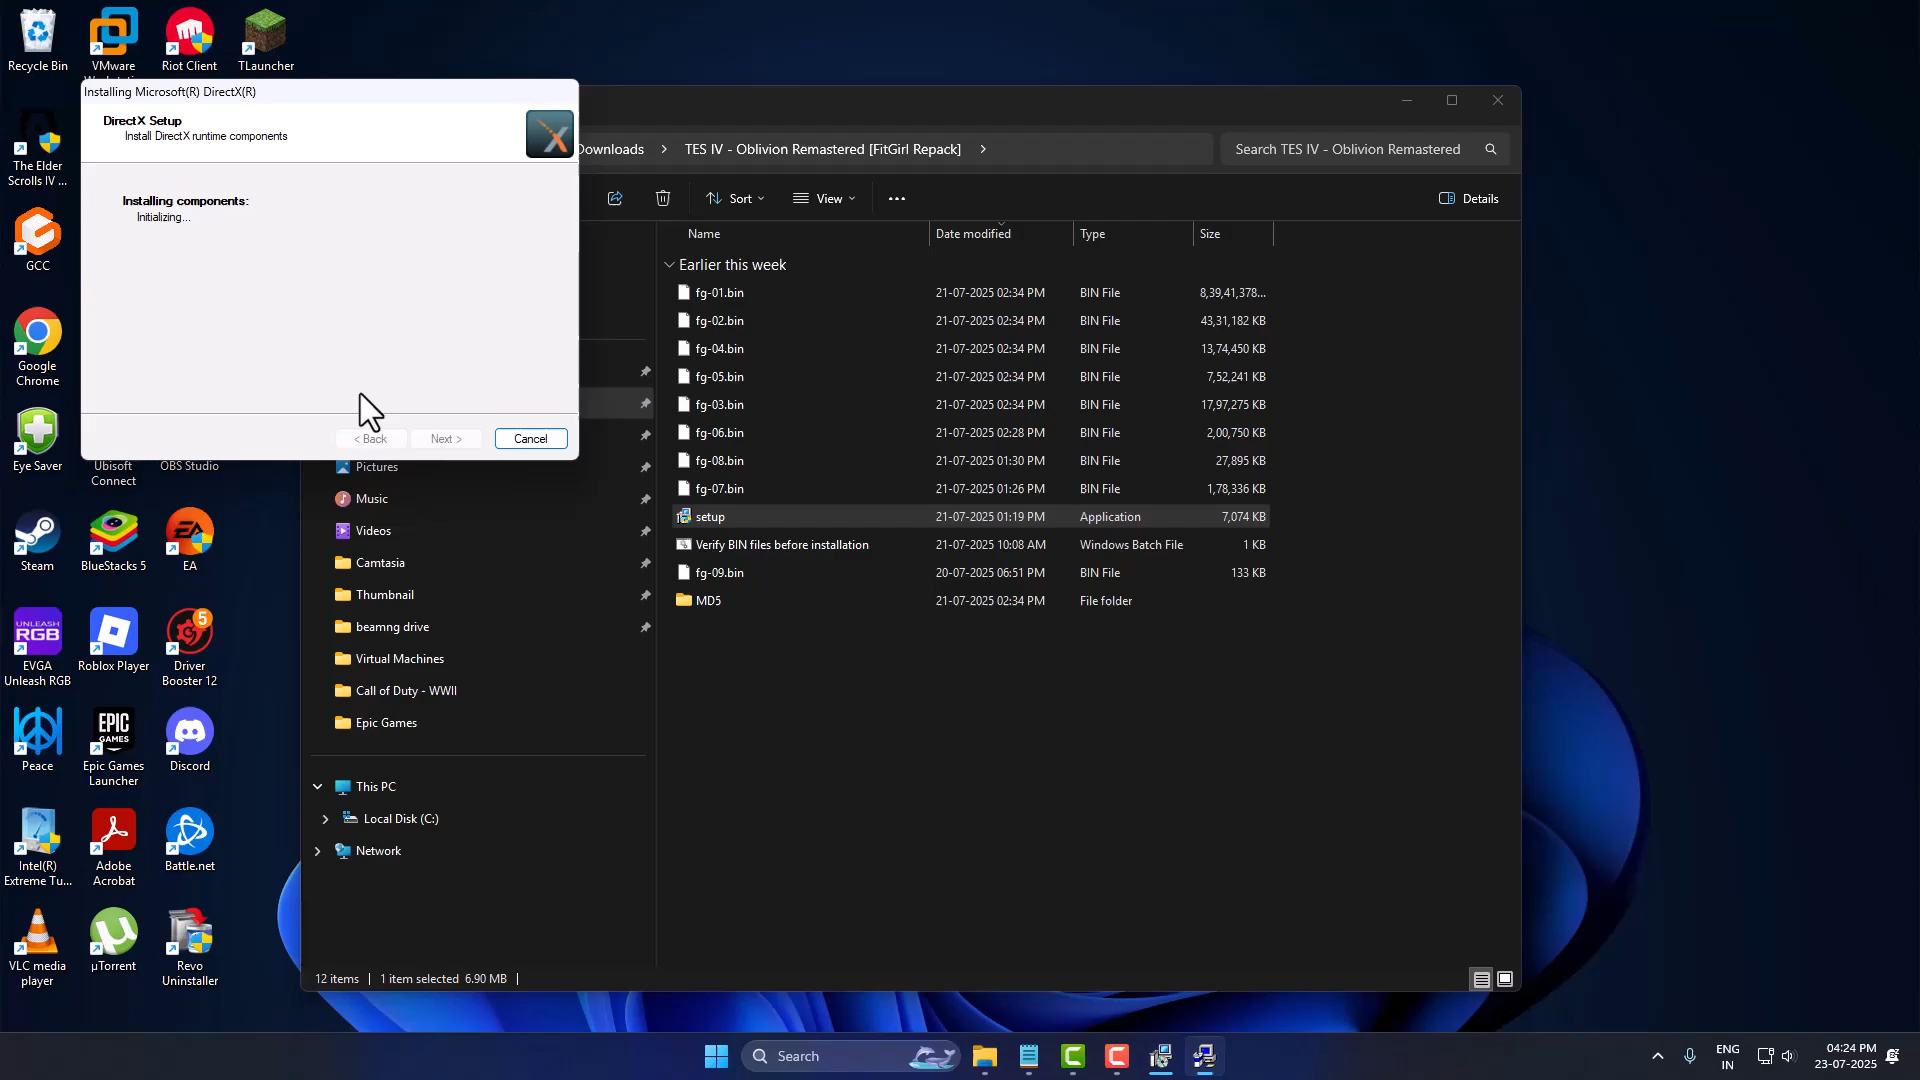 Recycle Bin
VMware
Riot Client
TLauncher
Installing Microsoft(R) DirectX(R)
DirectX Setup
Install DirectX runtime components
Installing components:
Initializing...
< Back
Next >
Cancel
Downloads > TES IV - Oblivion Remastered [FitGirl Repack] >
Search TES IV - Oblivion Remastered
Sort
View
Details
Name
Date modified
Type
Size
Earlier this week
fg-01.bin 21-07-2025 02:34 PM BIN File 8,39,41,378...
fg-02.bin 21-07-2025 02:34 PM BIN File 43,31,182 KB
fg-04.bin 21-07-2025 02:34 PM BIN File 13,74,450 KB
fg-05.bin 21-07-2025 02:34 PM BIN File 7,52,241 KB
fg-03.bin 21-07-2025 02:34 PM BIN File 17,97,275 KB
fg-06.bin 21-07-2025 02:28 PM BIN File 2,00,750 KB
fg-08.bin 21-07-2025 01:30 PM BIN File 27,895 KB
fg-07.bin 21-07-2025 01:26 PM BIN File 1,78,336 KB
setup 21-07-2025 01:19 PM Application 7,074 KB
Verify BIN files before installation 21-07-2025 10:08 AM Windows Batch File 1 KB
fg-09.bin 20-07-2025 06:51 PM BIN File 133 KB
MD5 21-07-2025 02:34 PM File folder
Pictures
Music
Videos
Camtasia
Thumbnail
beamng drive
Virtual Machines
Call of Duty - WWII
Epic Games
This PC
Local Disk (C:)
Network
12 items | 1 item selected 6.90 MB |
The Elder
Scrolls IV ...
GCC
Google
Chrome
Eye Saver
Ubisoft
Connect
OBS Studio
Steam
BlueStacks 5
EA
UNLEASH
RGB
EVGA
Unleash RGB
Roblox Player
5
Driver
Booster 12
Peace
EPIC
GAMES
Epic Games
Launcher
Discord
Intel(R)
Extreme Tu...
Adobe
Acrobat
Battle.net
VLC media
player
µTorrent
Revo
Uninstaller
Search
ENG
IN
04:24 PM
23-07-2025